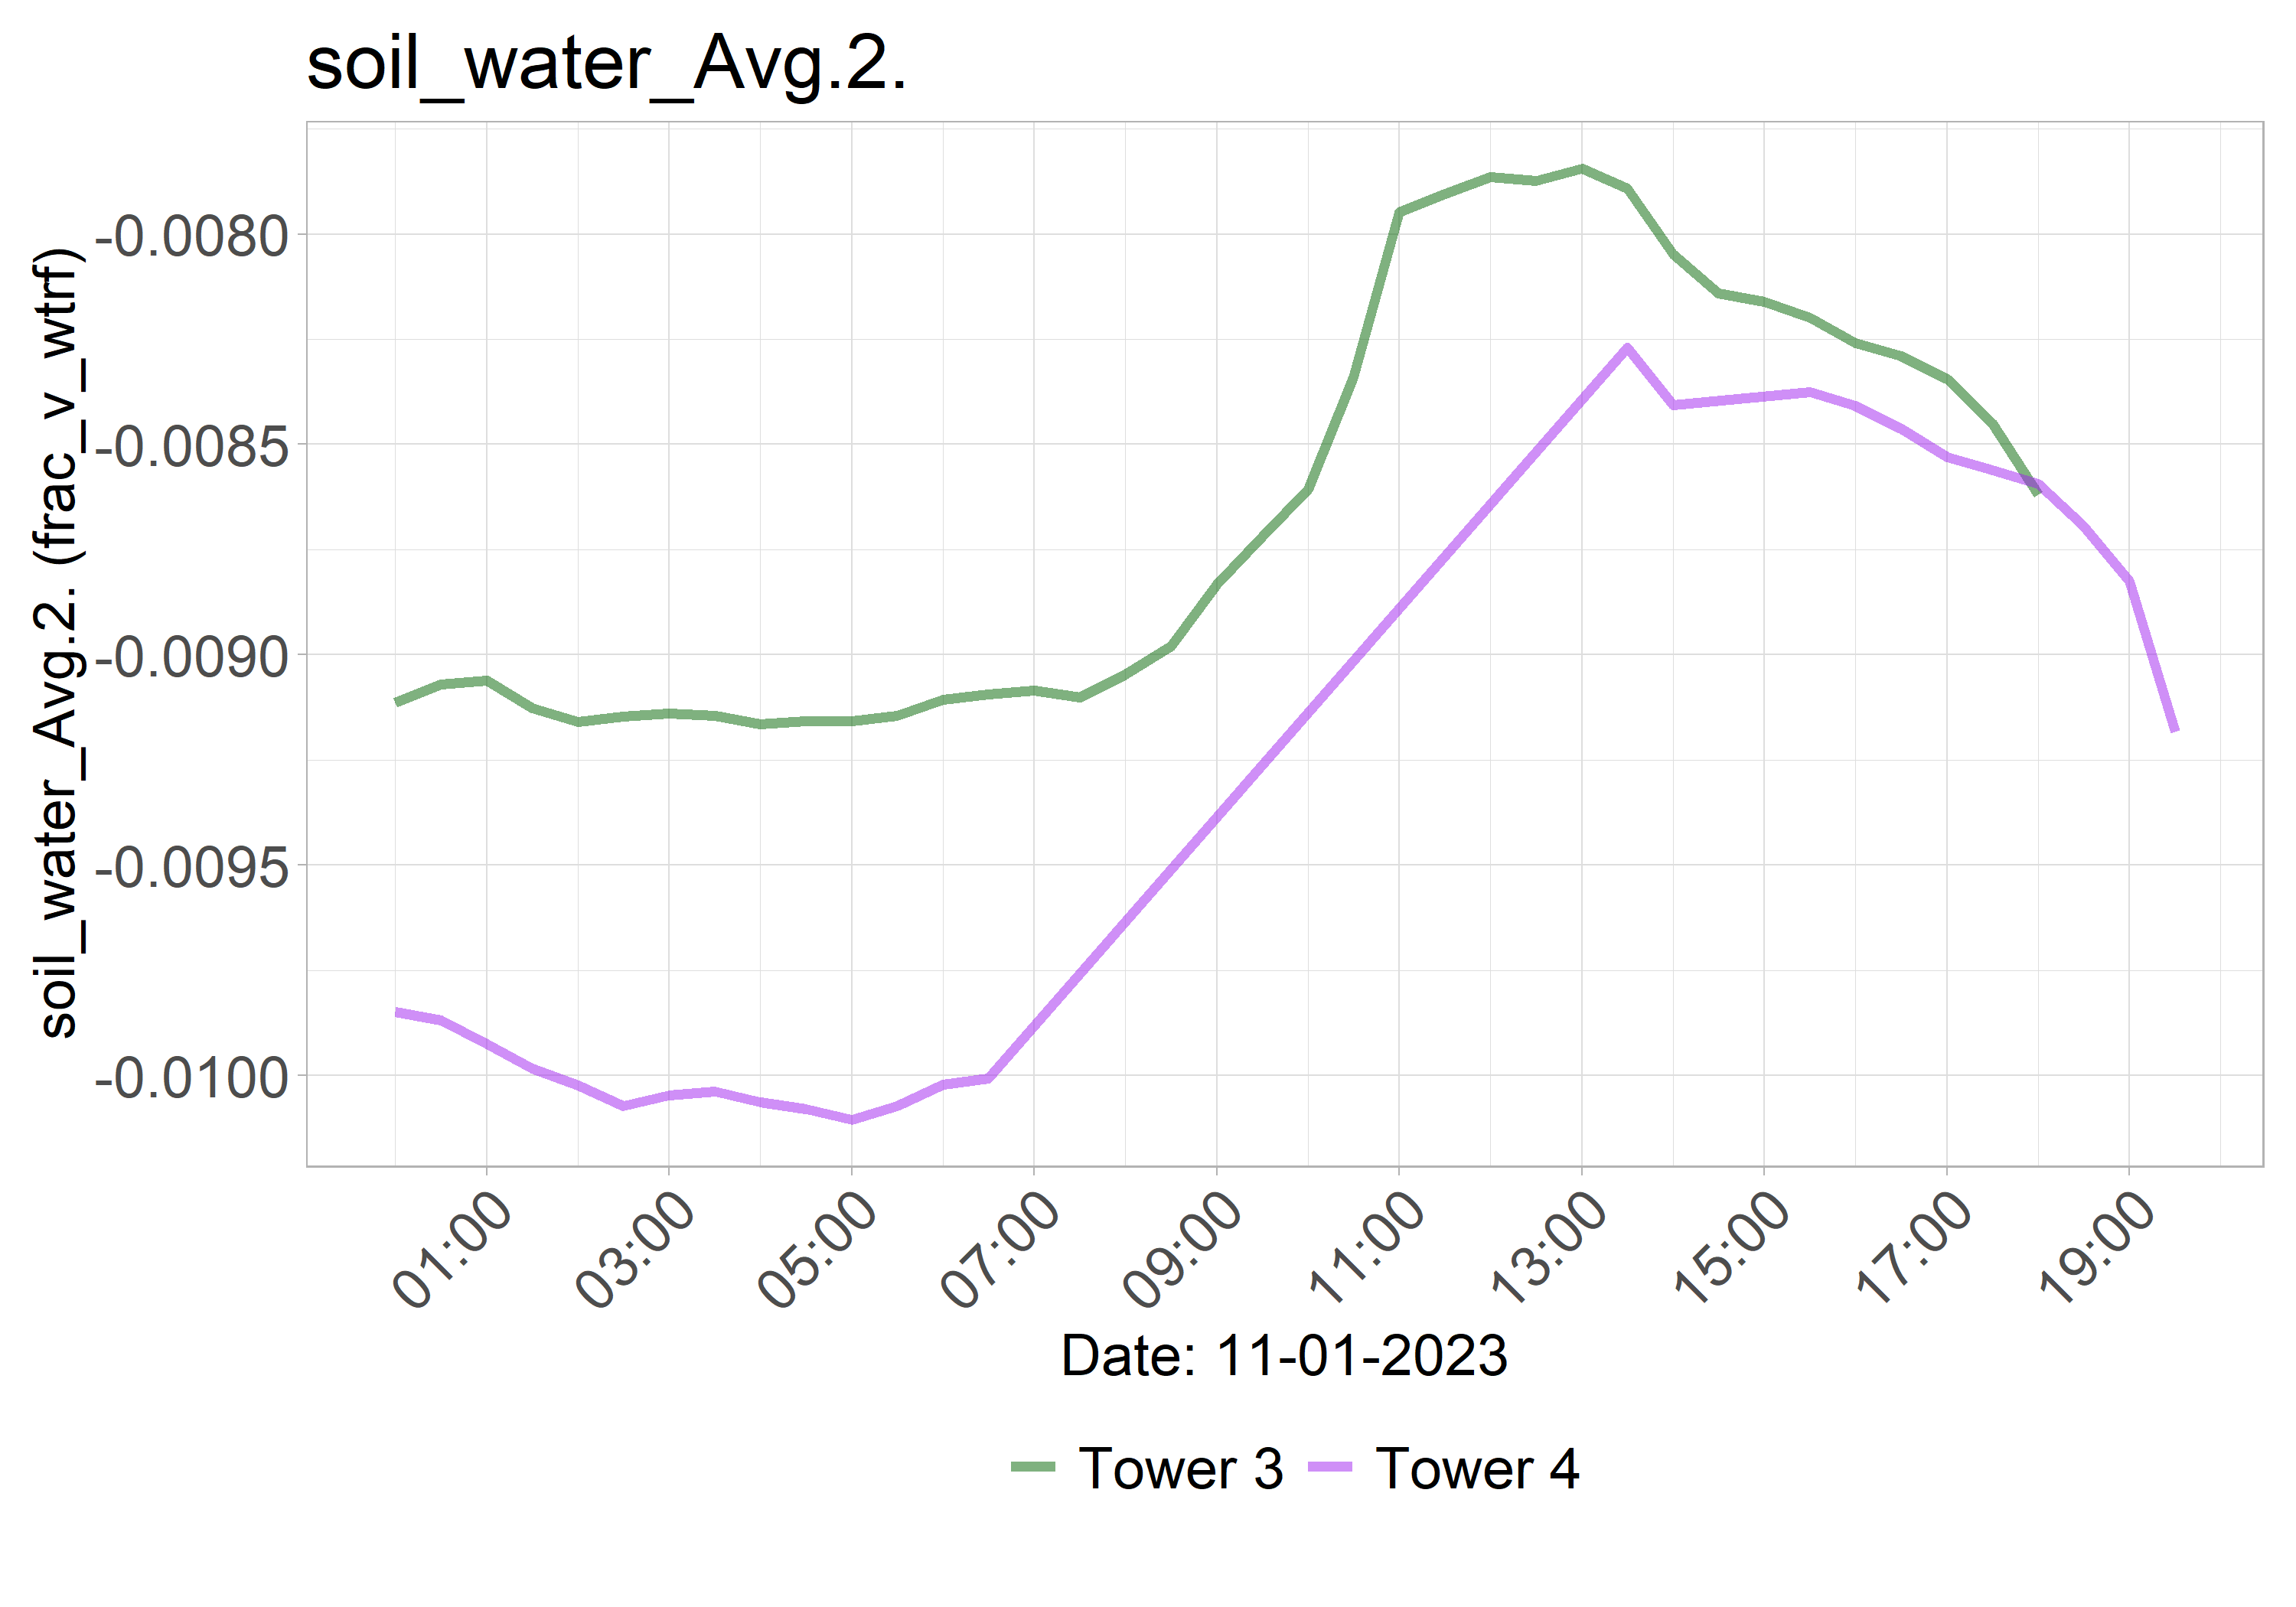 soil_water_Avg.2.
soil_water_Avg.2. (frac_v_wtrf)
-0.0080
-0.0085
-0.0090
-0.0095
-0.0100
01:00 03:00 05:00 07:00 09:00 11:00 13:00 15:00 17:00 19:00
Date: 11-01-2023
Tower 3 Tower 4